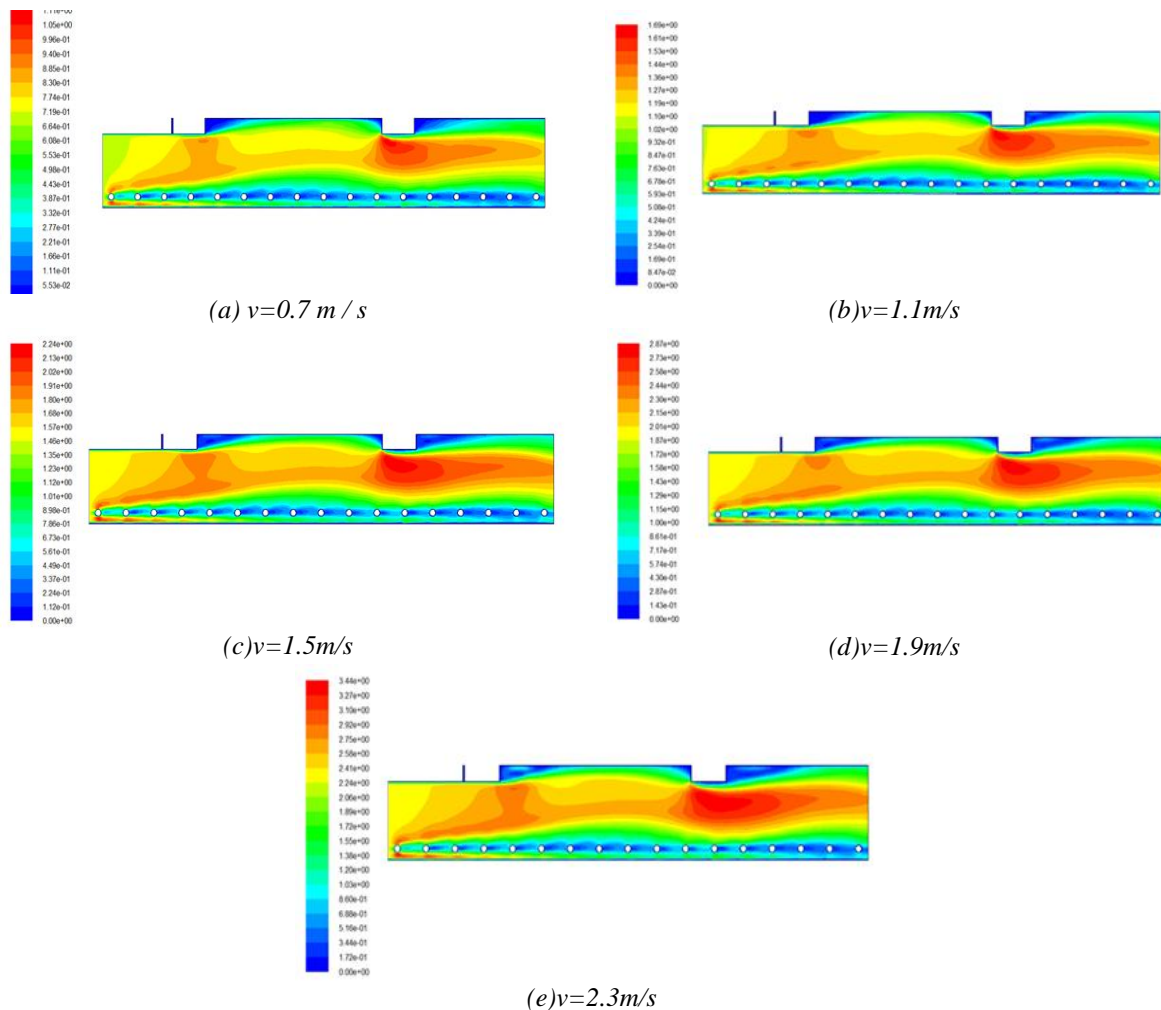 1.11e+00
1.05e+00
9.96e-01
9.40e-01
8.85e-01
8.30e-01
7.74e-01
7.19e-01
6.64e-01
6.08e-01
5.53e-01
4.98e-01
4.43e-01
3.87e-01
3.32e-01
2.77e-01
2.21e-01
1.66e-01
1.11e-01
5.53e-02
(a) v=0.7 m / s
1.69e+00
1.61e+00
1.53e+00
1.44e+00
1.36e+00
1.27e+00
1.19e+00
1.10e+00
1.02e+00
9.32e-01
8.47e-01
7.63e-01
6.78e-01
5.93e-01
5.08e-01
4.24e-01
3.39e-01
2.54e-01
1.69e-01
8.47e-02
0.00e+00
(b)v=1.1m/s
2.24e+00
2.13e+00
2.02e+00
1.91e+00
1.68e+00
1.57e+00
1.46e+00
1.35e+00
1.23e+00
1.12e+00
1.01e+00
8.98e-01
7.86e-01
6.73e-01
5.61e-01
4.49e-01
3.37e-01
2.24e-01
1.12e-01
0.00e+00
(c)v=1.5m/s
2.87e+00
2.73e+00
2.58e+00
2.44e+00
2.30e+00
2.15e+00
2.01e+00
1.87e+00
1.72e+00
1.58e+00
1.43e+00
1.29e+00
1.15e+00
1.00e+00
8.61e-01
7.17e-01
5.74e-01
4.30e-01
2.87e-01
1.43e-01
0.00e+00
(d)v=1.9m/s
3.44e+00
3.27e+00
3.10e+00
2.92e+00
2.75e+00
2.58e+00
2.41e+00
2.24e+00
2.06e+00
1.89e+00
1.72e+00
1.55e+00
1.38e+00
1.20e+00
1.03e+00
8.60e-01
6.88e-01
5.16e-01
3.44e-01
1.72e-01
0.00e+00
(e)v=2.3m/s